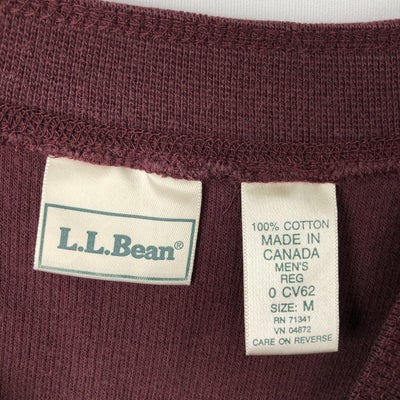 L.L.Bean®
100% COTTON
MADE IN
CANADA
MEN'S
REG
0 CV62
SIZE: M
RN 71341
VN 04872
CARE ON REVERSE